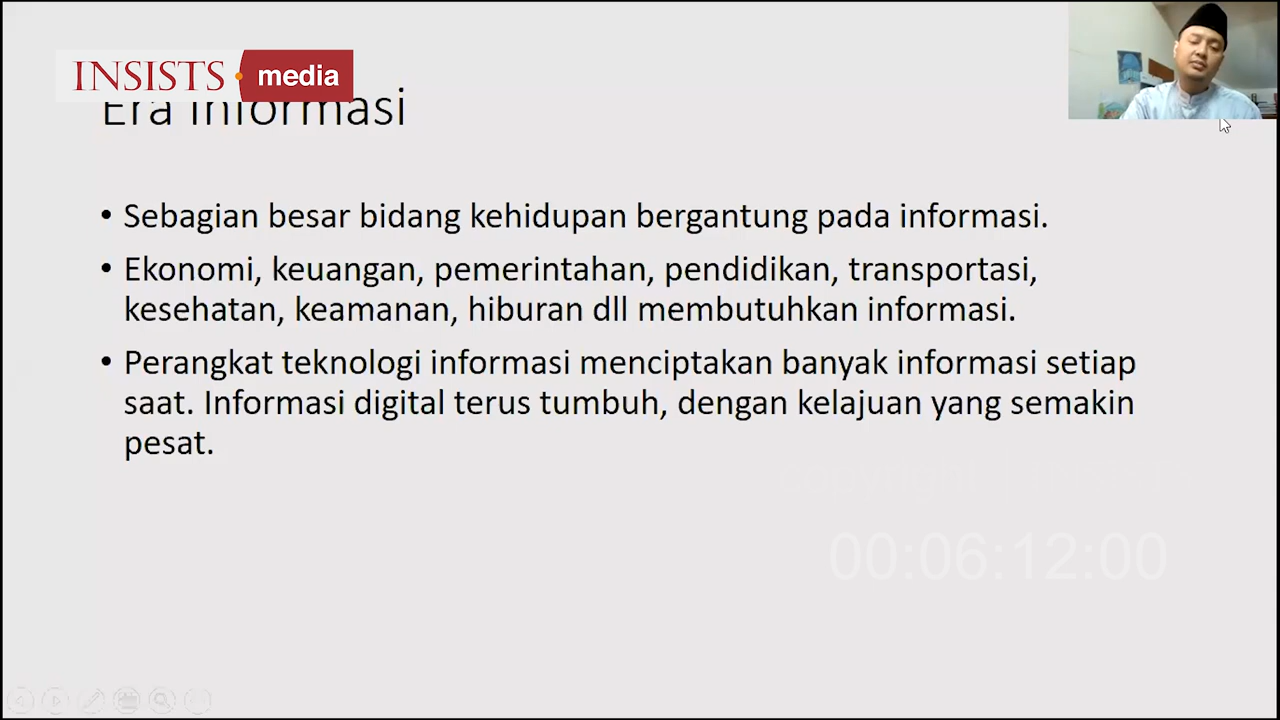 INSISTS media
Era Informasi
• Sebagian besar bidang kehidupan bergantung pada informasi.
• Ekonomi, keuangan, pemerintahan, pendidikan, transportasi,
kesehatan, keamanan, hiburan dll membutuhkan informasi.
• Perangkat teknologi informasi menciptakan banyak informasi setiap
saat. Informasi digital terus tumbuh, dengan kelajuan yang semakin
pesat.
00:06:12:00